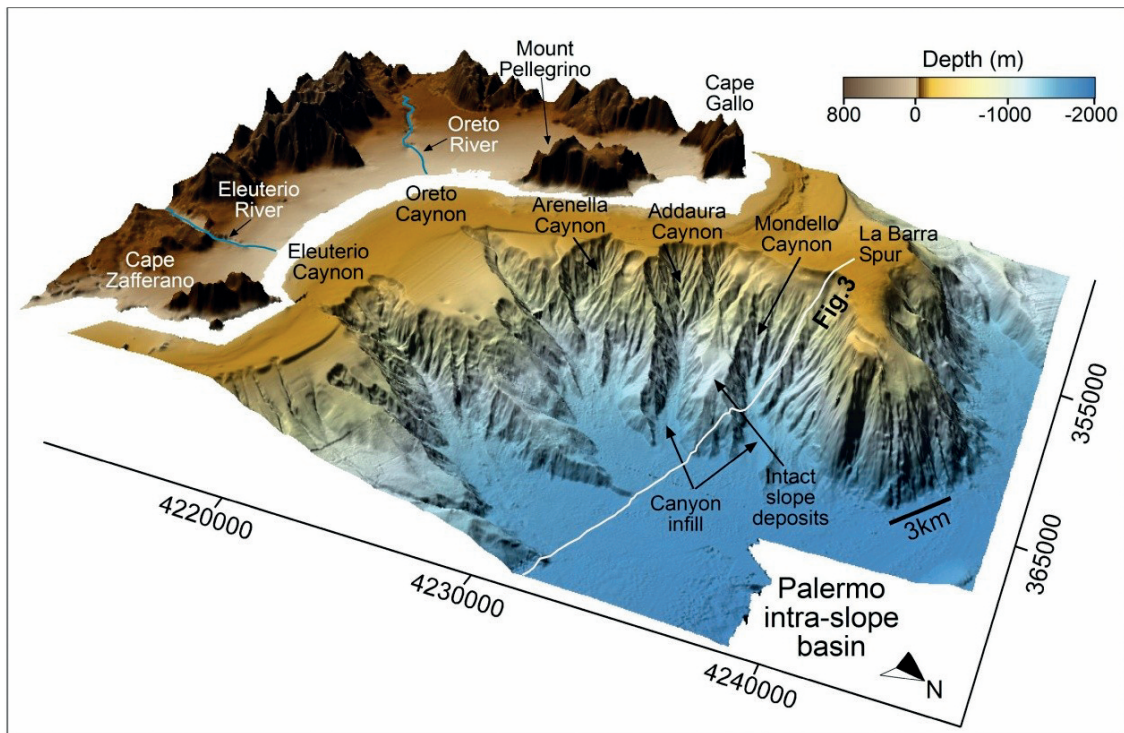 Mount
Pellegrino
Cape
Gallo
Depth (m)
800
0
-1000
-2000
Oreto
River
Eleuterio
River
Oreto
Caynon
Arenella
Caynon
Addaura
Caynon
Mondello
Caynon
La Barra
Spur
Cape
Zafferano
Eleuterio
Caynon
Fig.3
355000
Canyon
infill
Intact
slope
deposits
3km
365000
4220000
4230000
4240000
Palermo
intra-slope
basin
N